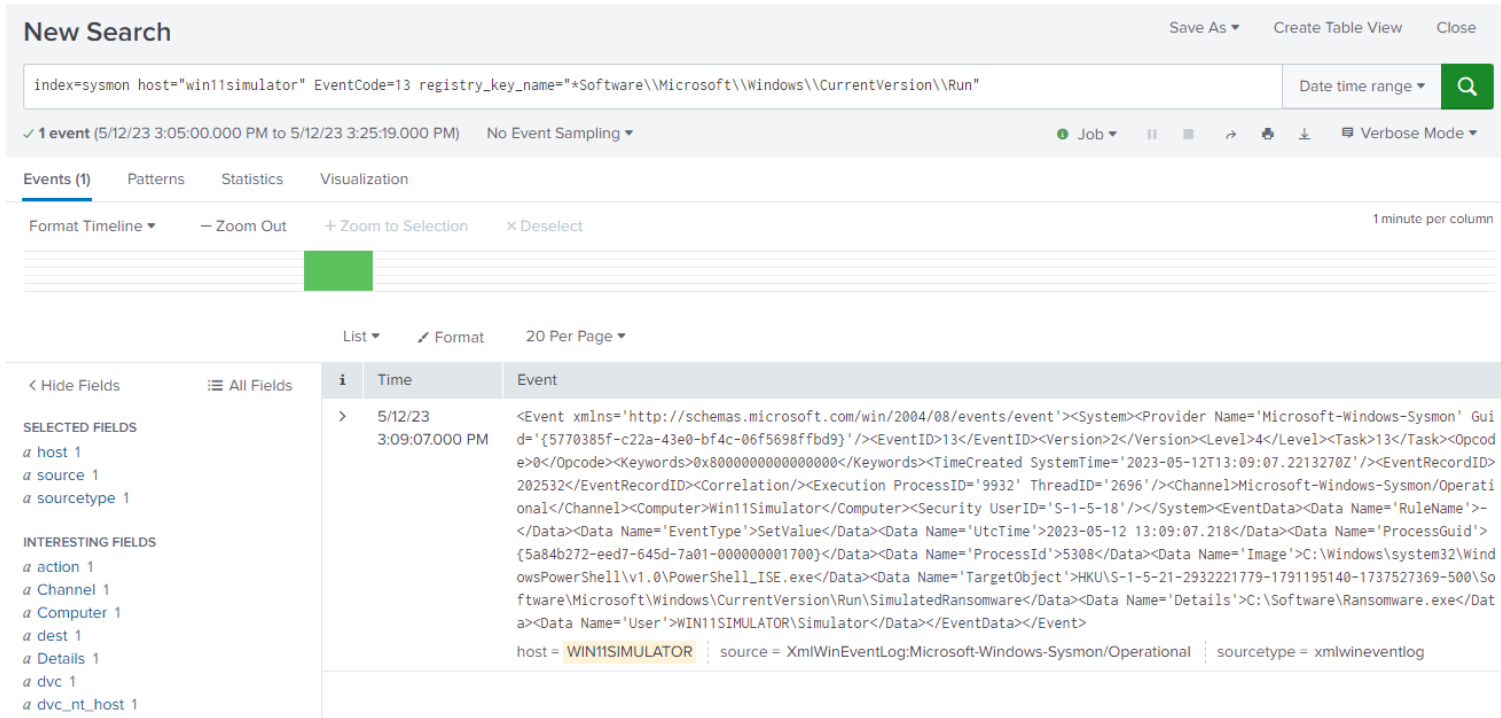 New Search
Save As Create Table View Close
index=sysmon host="win11simulator" EventCode=13 registry_key_name="*Software\\Microsoft\\Windows\\CurrentVersion\\Run"
Date time range
1 event (5/12/23 3:05:00.000 PM to 5/12/23 3:25:19.000 PM) No Event Sampling
Job Verbose Mode
Events (1) Patterns Statistics Visualization
Format Timeline — Zoom Out + Zoom to Selection × Deselect
1 minute per column
List Format 20 Per Page
< Hide Fields All Fields
i Time Event
SELECTED FIELDS
a host 1
a source 1
a sourcetype 1
INTERESTING FIELDS
a action 1
a Channel 1
a Computer 1
a dest 1
a Details 1
a dvc 1
a dvc_nt_host 1
5/12/23
3:09:07.000 PM
<Event xmlns='http://schemas.microsoft.com/win/2004/08/events/event'><System><Provider Name='Microsoft-Windows-Sysmon' Gui
d='{5770385f-c22a-43e0-bf4c-06f5698ffbd9}'/><EventID>13</EventID><Version>2</Version><Level>4</Level><Task>13</Task><Opcod
e>0</Opcode><Keywords>0x8000000000000000</Keywords><TimeCreated SystemTime='2023-05-12T13:09:07.2213270Z'/><EventRecordID>
202532</EventRecordID><Correlation/><Execution ProcessID='9932' ThreadID='2696'/><Channel>Microsoft-Windows-Sysmon/Operati
onal</Channel><Computer>Win11Simulator</Computer><Security UserID='S-1-5-18'/></System><EventData><Data Name='RuleName'>-
</Data><Data Name='EventType'>SetValue</Data><Data Name='UtcTime'>2023-05-12 13:09:07.218</Data><Data Name='ProcessGuid'>
{5a84b272-eed7-645d-7a01-000000001700}</Data><Data Name='ProcessId'>5308</Data><Data Name='Image'>C:\Windows\system32\Wind
owsPowerShell\v1.0\PowerShell_ISE.exe</Data><Data Name='TargetObject'>HKU\S-1-5-21-2932221779-1791195140-1737527369-500\So
ftware\Microsoft\Windows\CurrentVersion\Run\SimulatedRansomware</Data><Data Name='Details'>C:\Software\Ransomware.exe</Dat
a><Data Name='User'>WIN11SIMULATOR\Simulator</Data></EventData></Event>
host = WIN11SIMULATOR source = XmlWinEventLog:Microsoft-Windows-Sysmon/Operational sourcetype = xmlwineventlog